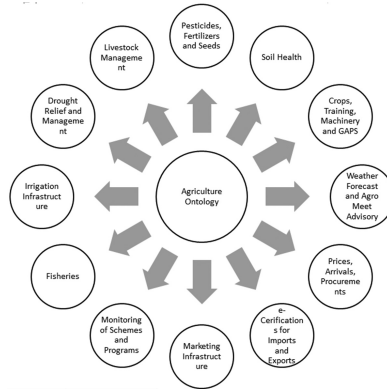 Pesticides,
Fertilizers
and Seeds
Soil Health
Crops,
Training,
Machinery
and GAPS
Weather
Forecast
and Agro
Meet
Advisory
Prices,
Arrivals,
Procureme
nts
e-
Cerification
s for
Imports
and
Exports
Marketing
Infrastruct
ure
Monitoring
of Schemes
and
Programs
Fisheries
Irrigation
Infrastruct
ure
Drought
Relief and
Manageme
nt
Livestock
Manageme
nt
Agriculture
Ontology